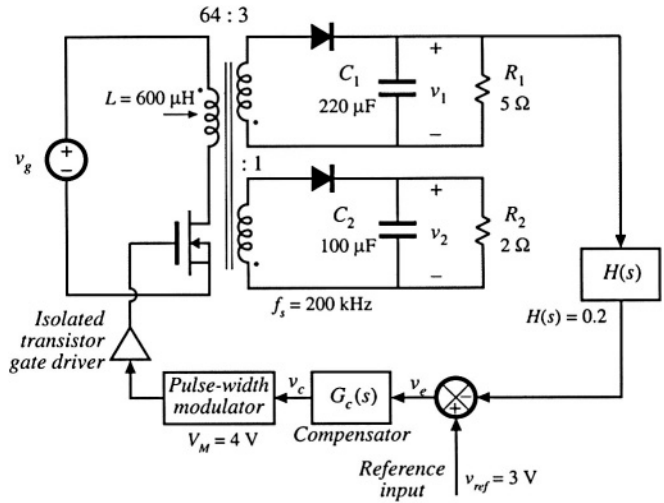 64 : 3
L = 600 μH
C1
220 μF
+
v1
−
R1
5 Ω
vg
+
−
: 1
C2
100 μF
+
v2
−
R2
2 Ω
fs = 200 kHz
H(s)
H(s) = 0.2
Isolated
transistor
gate driver
Pulse-width
modulator
VM = 4 V
vc
Gc(s)
Compensator
ve
−
+
Reference
input
vref = 3 V